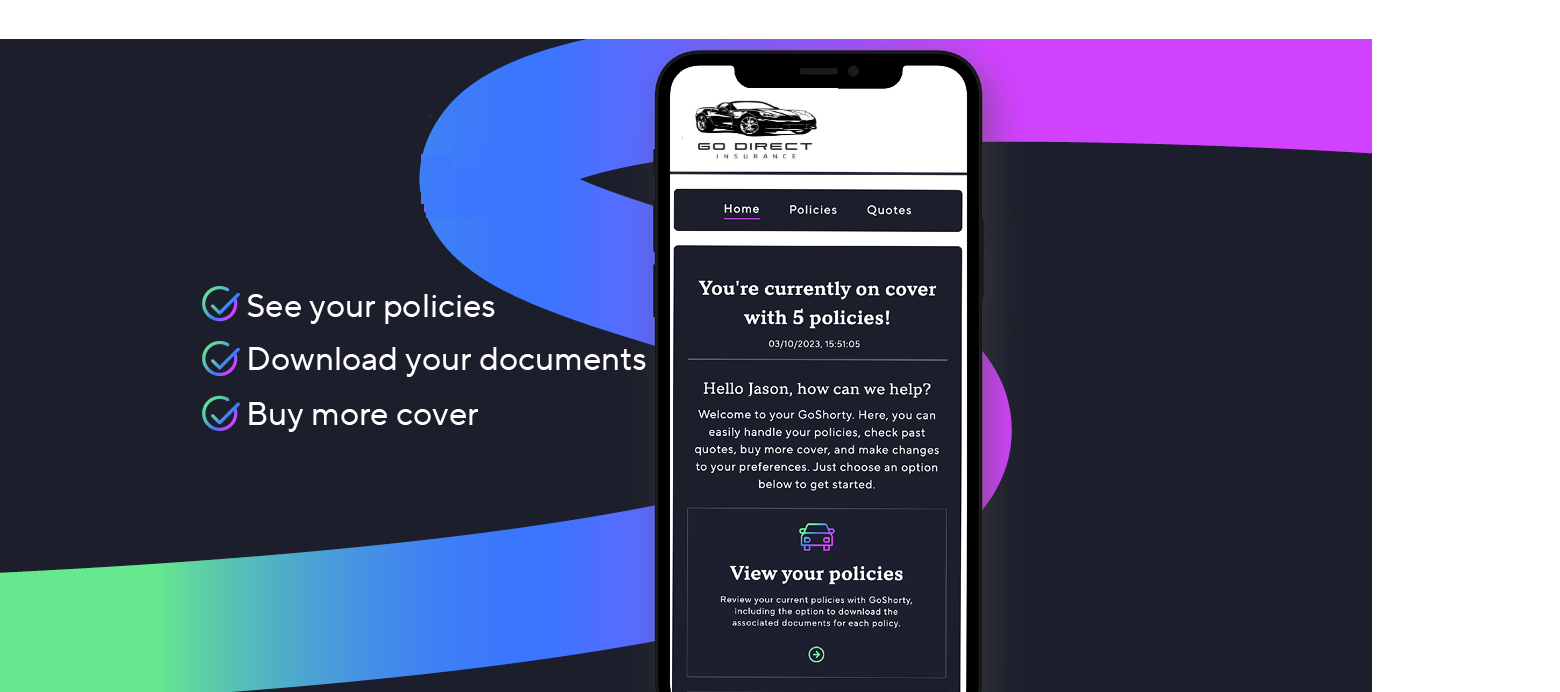 See your policies
Download your documents
Buy more cover
GO DIRECT
INSURANCE
Home Policies Quotes
You're currently on cover
with 5 policies!
03/10/2023, 15:51:05
Hello Jason, how can we help?
Welcome to your GoShorty. Here, you can
easily handle your policies, check past
quotes, buy more cover, and make changes
to your preferences. Just choose an option
below to get started.
View your policies
Review your current policies with GoShorty,
including the option to download the
associated documents for each policy.